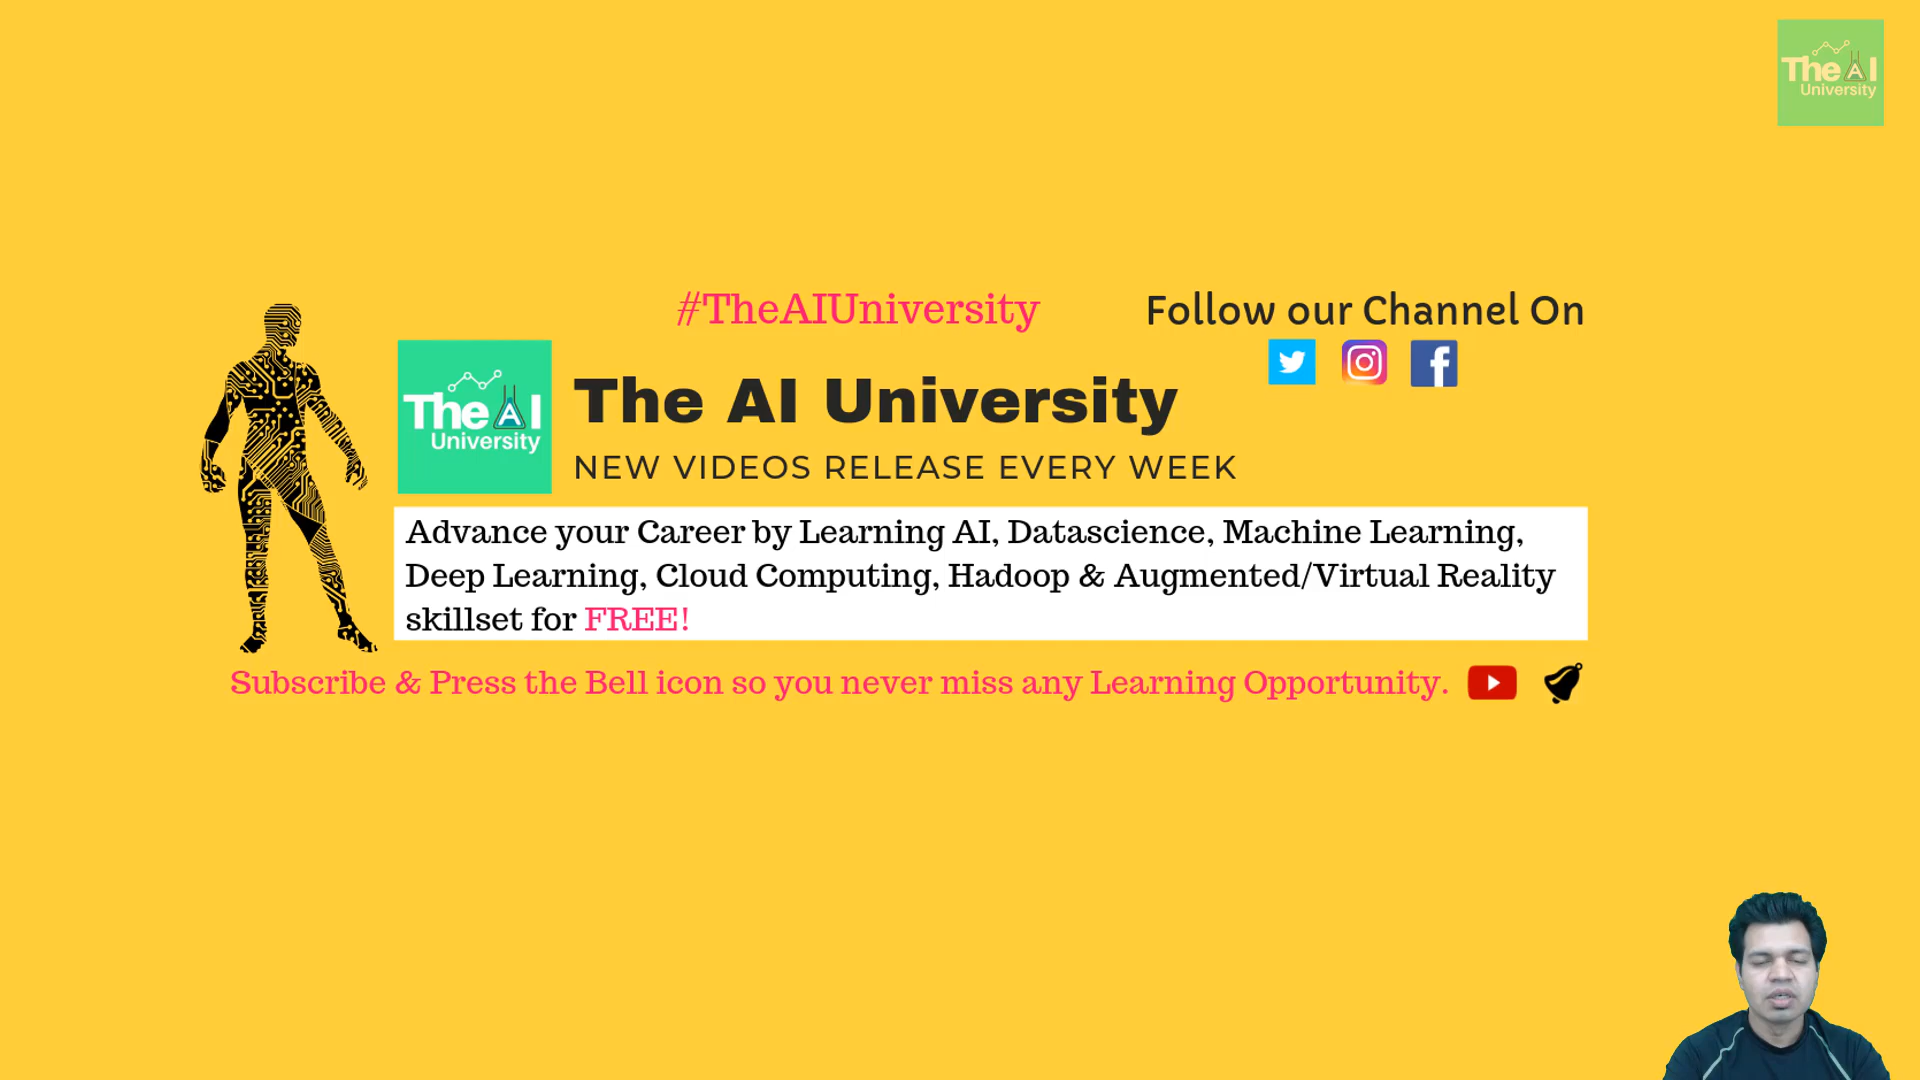 The AI
University
#TheAIUniversity
Follow our Channel On
The AI
University
The AI University
NEW VIDEOS RELEASE EVERY WEEK
Advance your Career by Learning AI, Datascience, Machine Learning,
Deep Learning, Cloud Computing, Hadoop & Augmented/Virtual Reality
skillset for FREE!
Subscribe & Press the Bell icon so you never miss any Learning Opportunity.